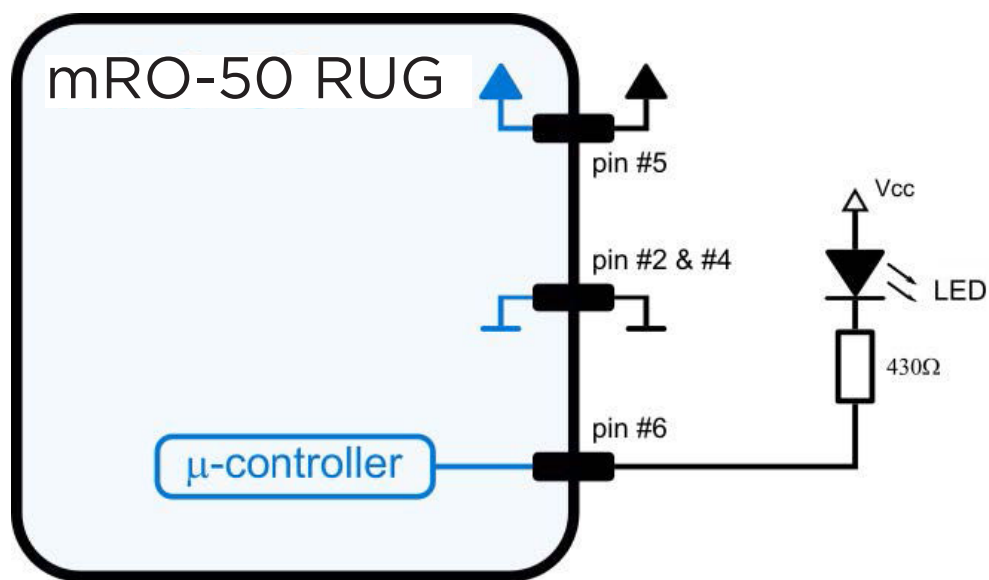 mRO-50 RUG
pin #5
Vcc
pin #2 & #4
LED
430Ω
pin #6
μ-controller